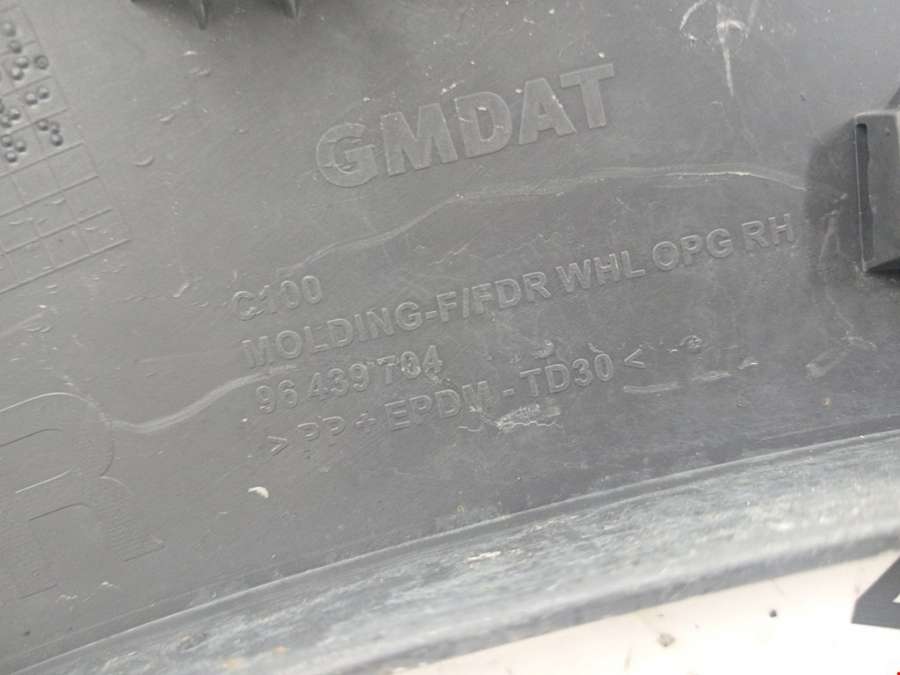 GMDAT
C100
MOLDING-F/FDR WHL OPG RH
96 439 704
> PP + EPDM - TD30 <
R